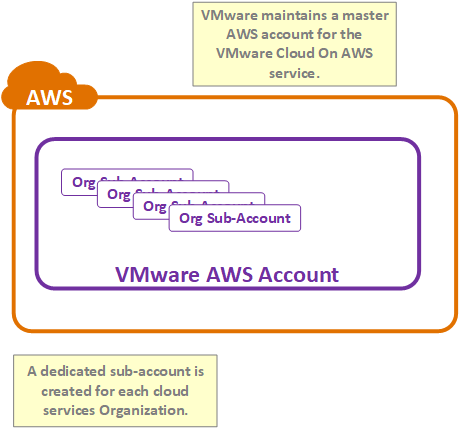 VMware maintains a master
AWS account for the
VMware Cloud On AWS
service.
AWS
Org Sub-Account
Org Sub-Account
Org Sub-Account
Org Sub-Account
VMware AWS Account
A dedicated sub-account is
created for each cloud
services Organization.